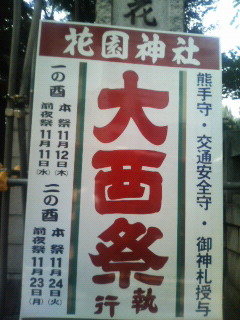 花
花園神社
熊手守・交通安全守・御神札授与
大酉祭
執行
一の酉
本祭 11月12日(木)
前夜祭 11月11日(水)
二の酉
本祭 11月24日(火)
前夜祭 11月23日(月)